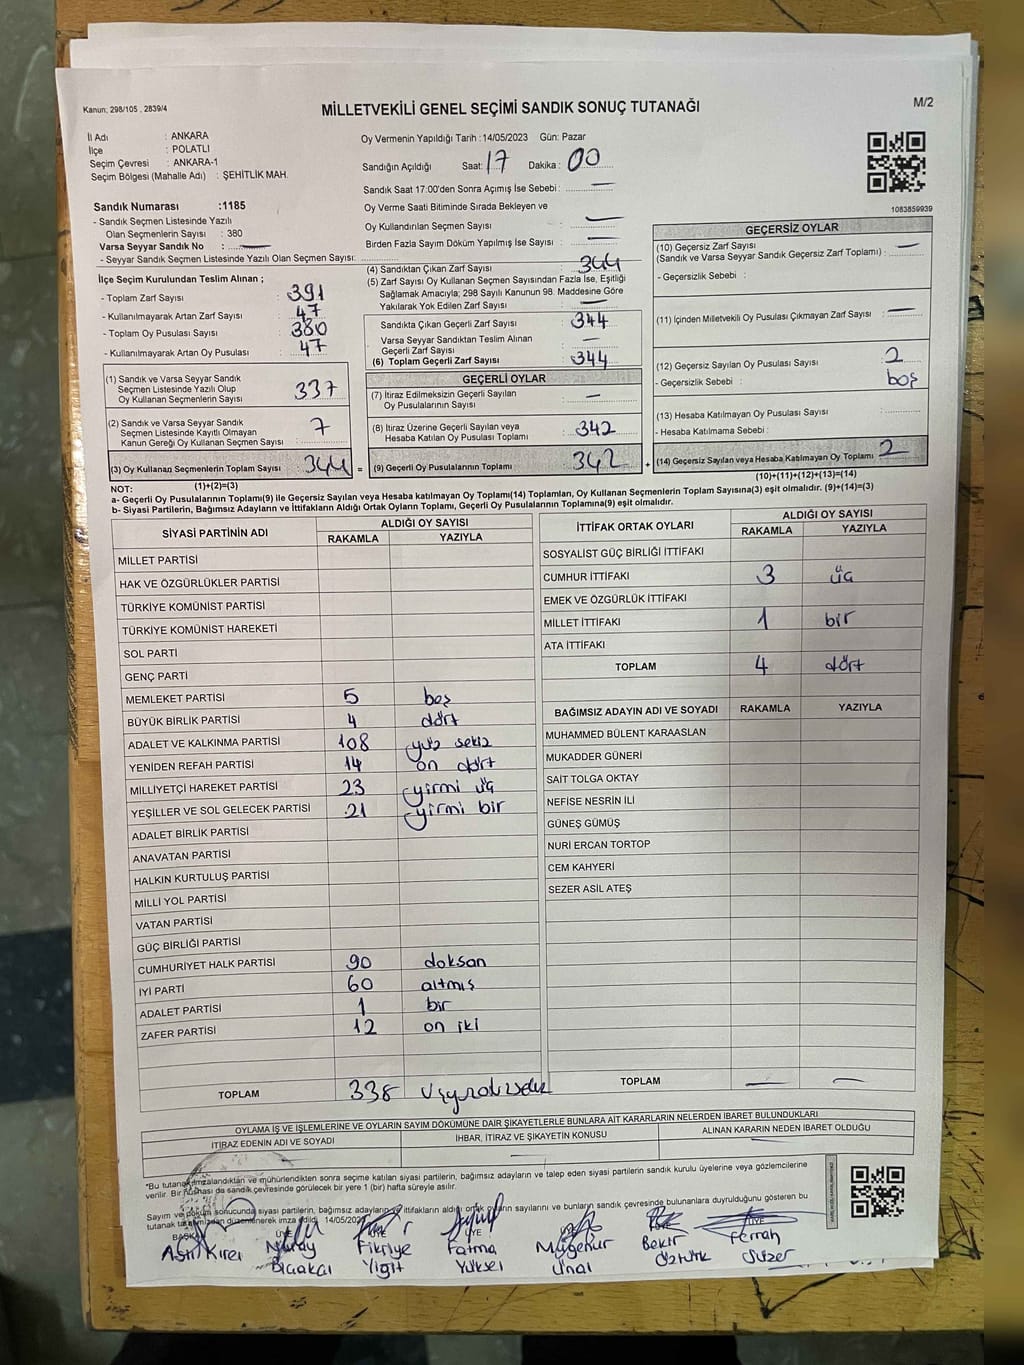 Kanun; 298/105 , 2839/4
MİLLETVEKİLİ GENEL SEÇİMİ SANDIK SONUÇ TUTANAĞI
M/2
İl Adı : ANKARA
İlçe : POLATLI
Seçim Çevresi : ANKARA-1
Seçim Bölgesi (Mahalle Adı) : ŞEHİTLİK MAH.
Sandık Numarası :1185
- Sandık Seçmen Listesinde Yazılı
Olan Seçmenlerin Sayısı : 380
Varsa Seyyar Sandık No :
- Seyyar Sandık Seçmen Listesinde Yazılı Olan Seçmen Sayısı:
Oy Vermenin Yapıldığı Tarih : 14/05/2023 Gün: Pazar
Sandığın Açıldığı Saat: 17 Dakika : 00
Sandık Saat 17:00'den Sonra Açımış İse Sebebi : —
Oy Verme Saati Bitiminde Sırada Bekleyen ve
Oy Kullandırılan Seçmen Sayısı : —
Birden Fazla Sayım Döküm Yapılmış İse Sayısı : —
1083859939
İlçe Seçim Kurulundan Teslim Alınan ;
- Toplam Zarf Sayısı : 391
- Kullanılmayarak Artan Zarf Sayısı : 47
- Toplam Oy Pusulası Sayısı : 380
- Kullanılmayarak Artan Oy Pusulası : 47
(4) Sandıktan Çıkan Zarf Sayısı : 344
(5) Zarf Sayısı Oy Kullanan Seçmen Sayısından Fazla İse, Eşitliği
Sağlamak Amacıyla; 298 Sayılı Kanunun 98. Maddesine Göre
Yakılarak Yok Edilen Zarf Sayısı : —
Sandıkta Çıkan Geçerli Zarf Sayısı : 344
Varsa Seyyar Sandıktan Teslim Alınan
Geçerli Zarf Sayısı : —
(6) Toplam Geçerli Zarf Sayısı : 344
GEÇERSİZ OYLAR
(10) Geçersiz Zarf Sayısı
(Sandık ve Varsa Seyyar Sandık Geçersiz Zarf Toplamı) : —
- Geçersizlik Sebebi :
(11) İçinden Milletvekili Oy Pusulası Çıkmayan Zarf Sayısı : —
(12) Geçersiz Sayılan Oy Pusulası Sayısı : 2
- Geçersizlik Sebebi : boş
(13) Hesaba Katılmayan Oy Pusulası Sayısı :
- Hesaba Katılmama Sebebi :
(14) Geçersiz Sayılan veya Hesaba Katılmayan Oy Toplamı : 2
(10)+(11)+(12)+(13)=(14)
(1) Sandık ve Varsa Seyyar Sandık
Seçmen Listesinde Yazılı Olup
Oy Kullanan Seçmenlerin Sayısı : 337
(2) Sandık ve Varsa Seyyar Sandık
Seçmen Listesinde Kayıtlı Olmayan
Kanun Gereği Oy Kullanan Seçmen Sayısı : 7
(3) Oy Kullanan Seçmenlerin Toplam Sayısı : 344
(1)+(2)=(3)
GEÇERLİ OYLAR
(7) İtiraz Edilmeksizin Geçerli Sayılan
Oy Pusulalarının Sayısı : —
(8) İtiraz Üzerine Geçerli Sayılan veya
Hesaba Katılan Oy Pusulası Toplamı : 342
= (9) Geçerli Oy Pusulalarının Toplamı : 342 +
NOT:
a- Geçerli Oy Pusulalarının Toplamı(9) ile Geçersiz Sayılan veya Hesaba katılmayan Oy Toplamı(14) Toplamları, Oy Kullanan Seçmenlerin Toplam Sayısına(3) eşit olmalıdır. (9)+(14)=(3)
b- Siyasi Partilerin, Bağımsız Adayların ve İttifakların Aldığı Ortak Oyların Toplamı, Geçerli Oy Pusulalarının Toplamına(9) eşit olmalıdır.
SİYASİ PARTİNİN ADI ALDIĞI OY SAYISI
RAKAMLA YAZIYLA
MİLLET PARTİSİ
HAK VE ÖZGÜRLÜKLER PARTİSİ
TÜRKİYE KOMÜNİST PARTİSİ
TÜRKİYE KOMÜNİST HAREKETİ
SOL PARTİ
GENÇ PARTİ
MEMLEKET PARTİSİ 5 beş
BÜYÜK BİRLİK PARTİSİ 4 dört
ADALET VE KALKINMA PARTİSİ 108 yüz sekiz
YENİDEN REFAH PARTİSİ 14 on dört
MİLLİYETÇİ HAREKET PARTİSİ 23 yirmi üç
YEŞİLLER VE SOL GELECEK PARTİSİ 21 yirmi bir
ADALET BİRLİK PARTİSİ
ANAVATAN PARTİSİ
HALKIN KURTULUŞ PARTİSİ
MİLLİ YOL PARTİSİ
VATAN PARTİSİ
GÜÇ BİRLİĞİ PARTİSİ
CUMHURİYET HALK PARTİSİ 90 doksan
İYİ PARTİ 60 altmış
ADALET PARTİSİ 1 bir
ZAFER PARTİSİ 12 on iki
TOPLAM 338
İTTİFAK ORTAK OYLARI ALDIĞI OY SAYISI
RAKAMLA YAZIYLA
SOSYALİST GÜÇ BİRLİĞİ İTTİFAKI
CUMHUR İTTİFAKI 3 üç
EMEK VE ÖZGÜRLÜK İTTİFAKI
MİLLET İTTİFAKI 1 bir
ATA İTTİFAKI
TOPLAM 4 dört
BAĞIMSIZ ADAYIN ADI VE SOYADI RAKAMLA YAZIYLA
MUHAMMED BÜLENT KARAASLAN
MUKADDER GÜNERİ
SAİT TOLGA OKTAY
NEFİSE NESRİN İLİ
GÜNEŞ GÜMÜŞ
NURİ ERCAN TORTOP
CEM KAHYERİ
SEZER ASİL ATEŞ
TOPLAM — —
OYLAMA İŞ VE İŞLEMLERİNE VE OYLARIN SAYIM DÖKÜMÜNE DAİR ŞİKAYETLERLE BUNLARA AİT KARARLARIN NELERDEN İBARET BULUNDUKLARI
İTİRAZ EDENİN ADI VE SOYADI İHBAR, İTİRAZ VE ŞİKAYETİN KONUSU ALINAN KARARIN NEDEN İBARET OLDUĞU
*Bu tutanak imzalandıktan ve mühürlendikten sonra seçime katılan siyasi partilerin, bağımsız adayların ve talep eden siyasi partilerin sandık kurulu üyelerine veya gözlemcilerine
verilir. Bir nüshası da sandık çevresinde görülecek bir yere 1 (bir) hafta süreyle asılır.
Sayım ve döküm sonucunda siyasi partilerin, bağımsız adayların ve ittifakların aldığı ortak oyların sayılarını ve bunların sandık çevresinde bulunanlara duyrulduğunu gösteren bu
tutanak tarafımızdan düzenlenerek imza edildi. 14/05/2023
BAŞKAN ÜYE ÜYE ÜYE ÜYE ÜYE
Aslı Kirei Nuray Fikriye Fatma Müğenur Bekir Ferhah
Bıçakcı Yiğit Yüksel Ünal Öztürk